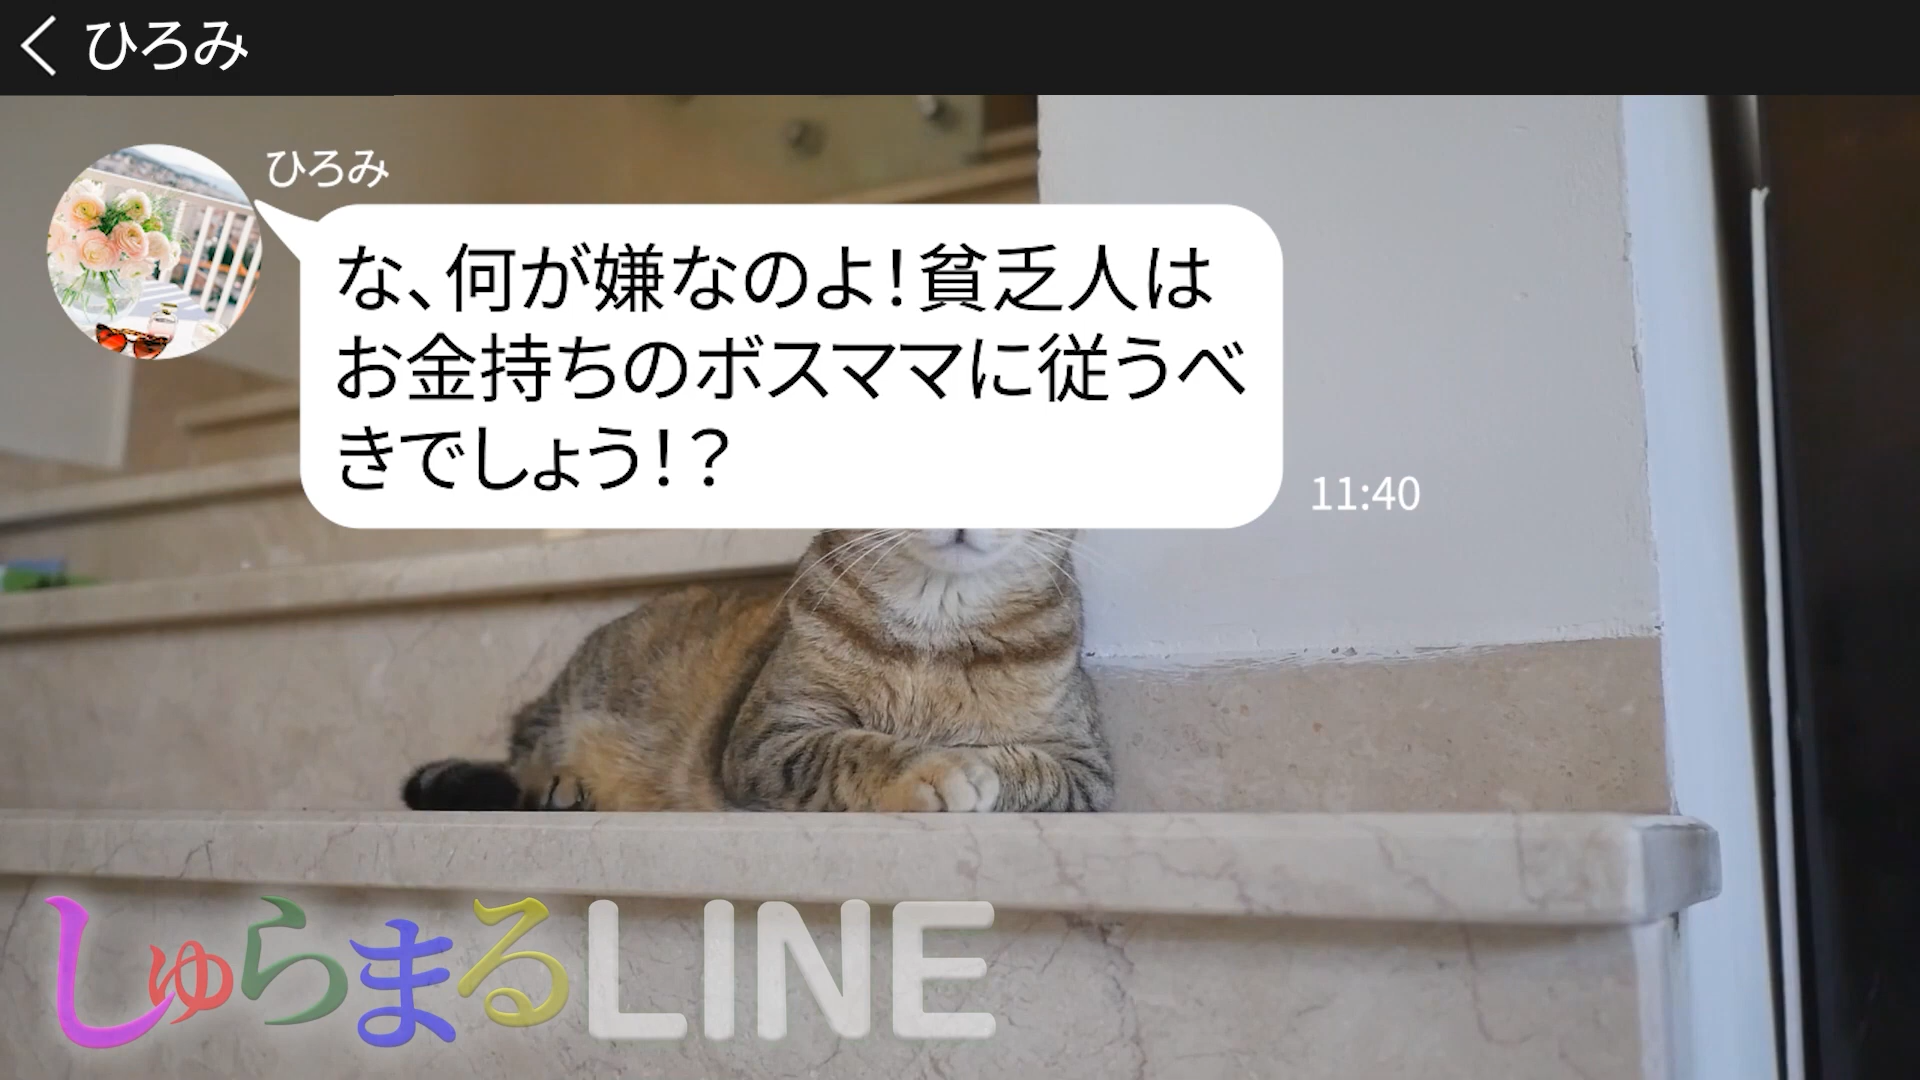 ひろみ
ひろみ
な、何が嫌なのよ！貧乏人は
お金持ちのボスママに従うべ
きでしょう！？
11:40
しゅらまるLINE